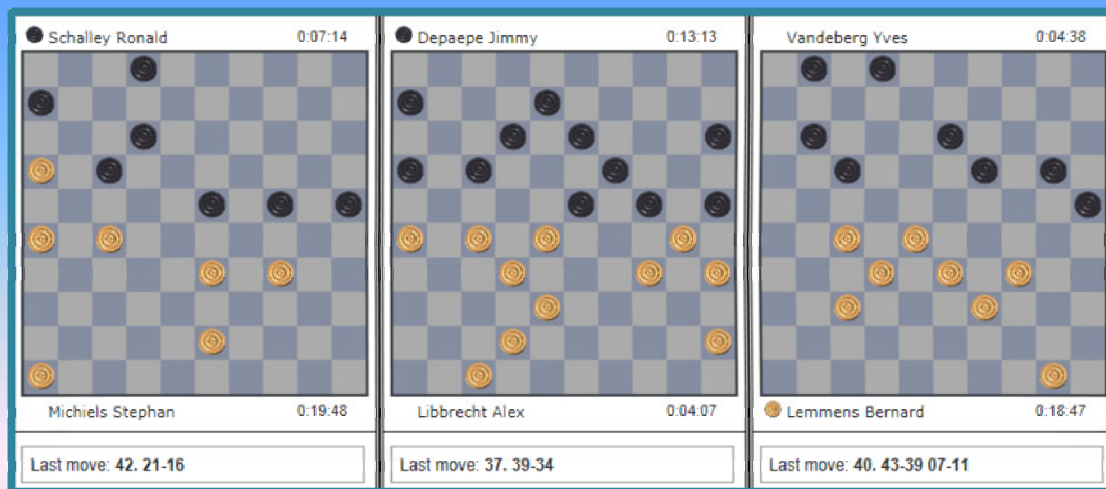 Schalley Ronald 0:07:14
Michiels Stephan 0:19:48
Last move: 42. 21-16
Depaepe Jimmy 0:13:13
Libbrecht Alex 0:04:07
Last move: 37. 39-34
Vandeberg Yves 0:04:38
Lemmens Bernard 0:18:47
Last move: 40. 43-39 07-11